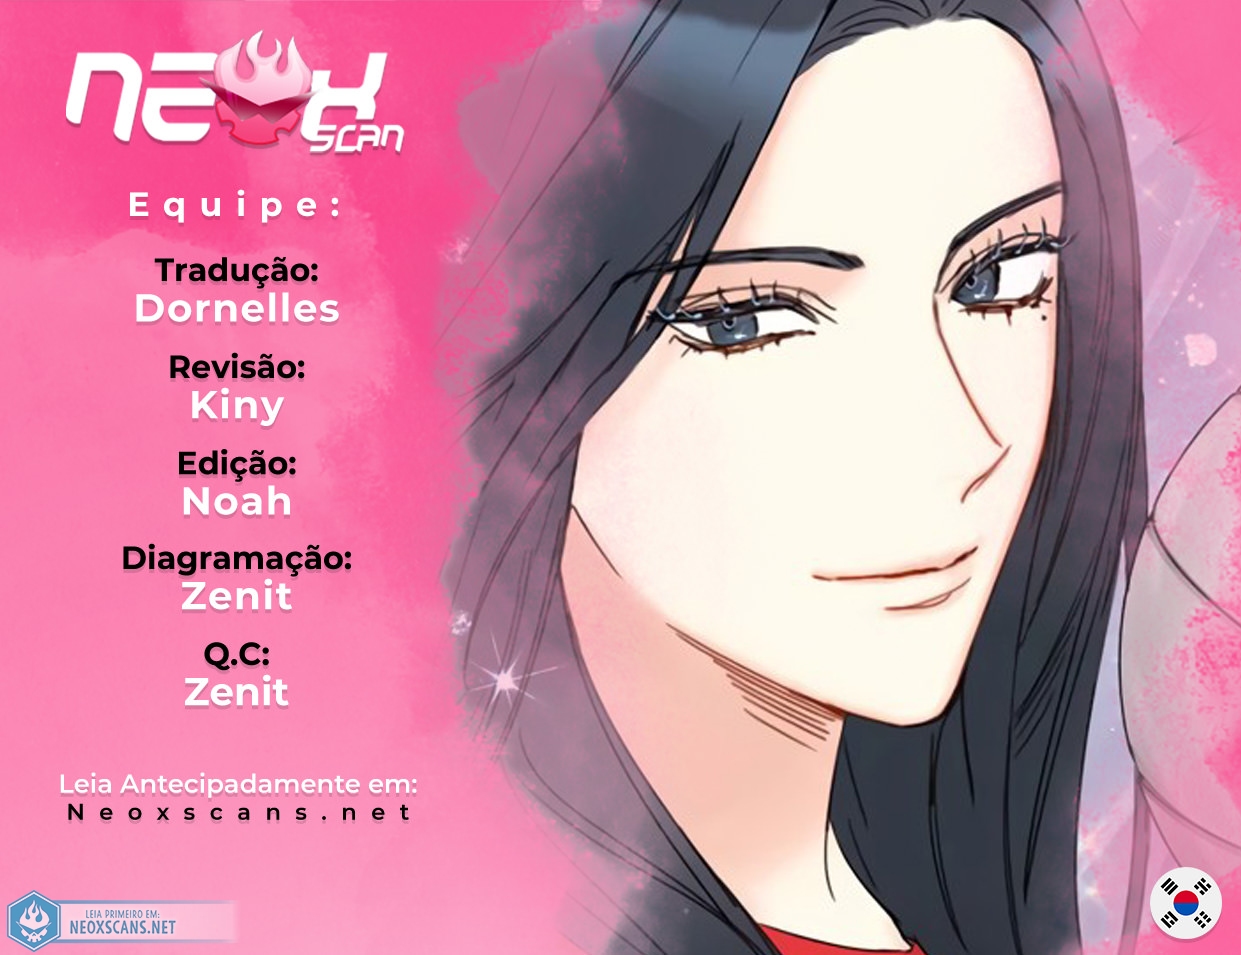 NEOX
SCAN
Equipe:
Tradução:
Dornelles
Revisão:
Kiny
Edição:
Noah
Diagramação:
Zenit
Q.C:
Zenit
Leia Antecipadamente em:
Neoxscans.net
LEIA PRIMEIRO EM:
NEOXSCANS.NET